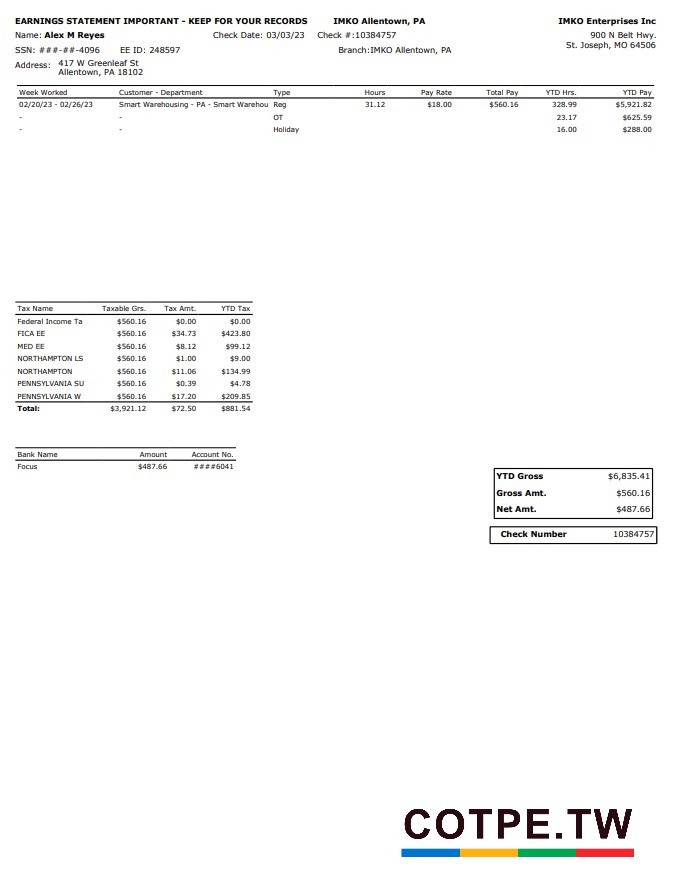 EARNINGS STATEMENT IMPORTANT - KEEP FOR YOUR RECORDS IMKO Allentown, PA IMKO Enterprises Inc
Name: Alex M Reyes Check Date: 03/03/23 Check #:10384757 900 N Belt Hwy.
SSN: ###-##-4096 EE ID: 248597 Branch:IMKO Allentown, PA St. Joseph, MO 64506
Address: 417 W Greenleaf St
Allentown, PA 18102
Week Worked Customer - Department Type Hours Pay Rate Total Pay YTD Hrs. YTD Pay
02/20/23 - 02/26/23 Smart Warehousing - PA - Smart Warehou Reg 31.12 $18.00 $560.16 328.99 $5,921.82
- - OT 23.17 $625.59
- - Holiday 16.00 $288.00
Tax Name Taxable Grs. Tax Amt. YTD Tax
Federal Income Ta $560.16 $0.00 $0.00
FICA EE $560.16 $34.73 $423.80
MED EE $560.16 $8.12 $99.12
NORTHAMPTON LS $560.16 $1.00 $9.00
NORTHAMPTON $560.16 $11.06 $134.99
PENNSYLVANIA SU $560.16 $0.39 $4.78
PENNSYLVANIA W $560.16 $17.20 $209.85
Total: $3,921.12 $72.50 $881.54
Bank Name Amount Account No.
Focus $487.66 ####6041
YTD Gross $6,835.41
Gross Amt. $560.16
Net Amt. $487.66
Check Number 10384757
COTPE.TW